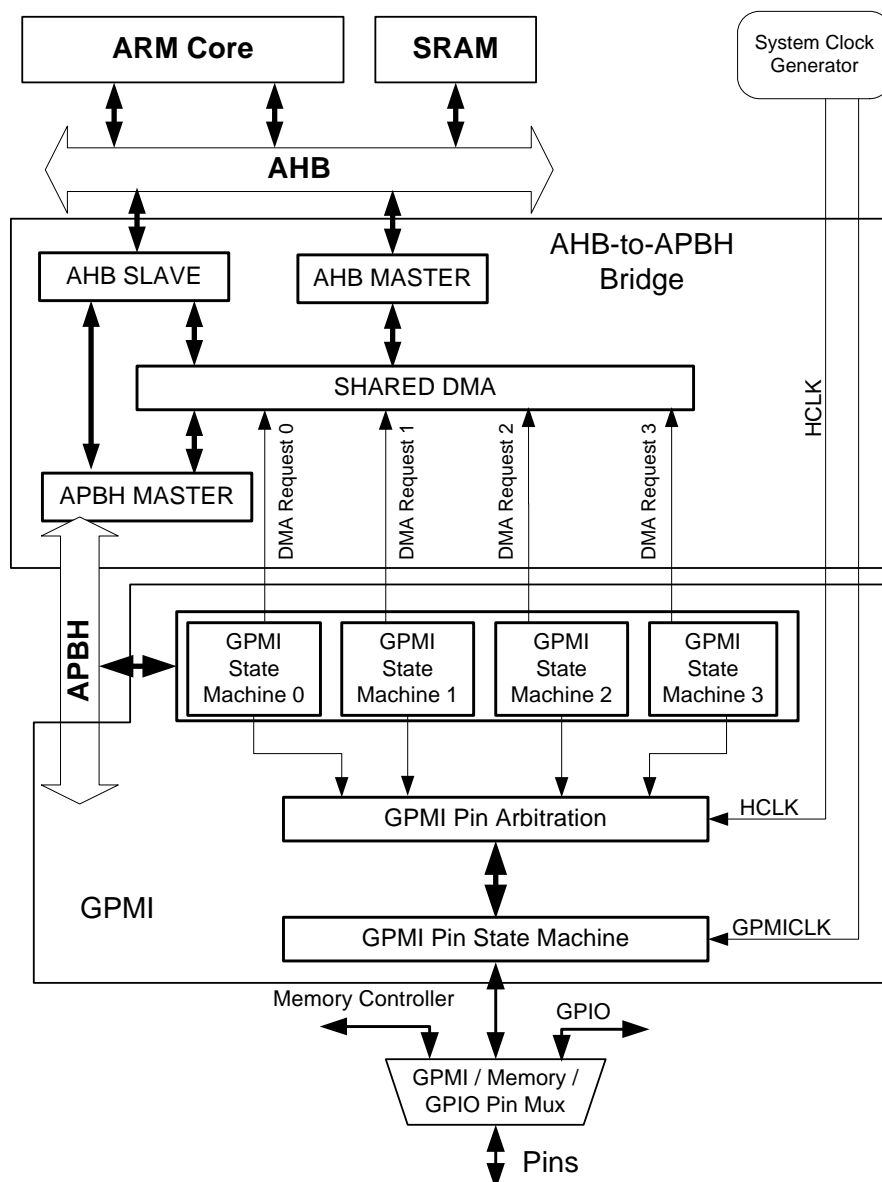 ARM Core
SRAM
System Clock
Generator
AHB
AHB-to-APBH
Bridge
AHB SLAVE
AHB MASTER
SHARED DMA
HCLK
DMA Request 0
DMA Request 1
DMA Request 2
DMA Request 3
APBH MASTER
APBH
GPMI
State
Machine 0
GPMI
State
Machine 1
GPMI
State
Machine 2
GPMI
State
Machine 3
GPMI Pin Arbitration
HCLK
GPMI
GPMI Pin State Machine
GPMICLK
Memory Controller
GPIO
GPMI / Memory /
GPIO Pin Mux
Pins